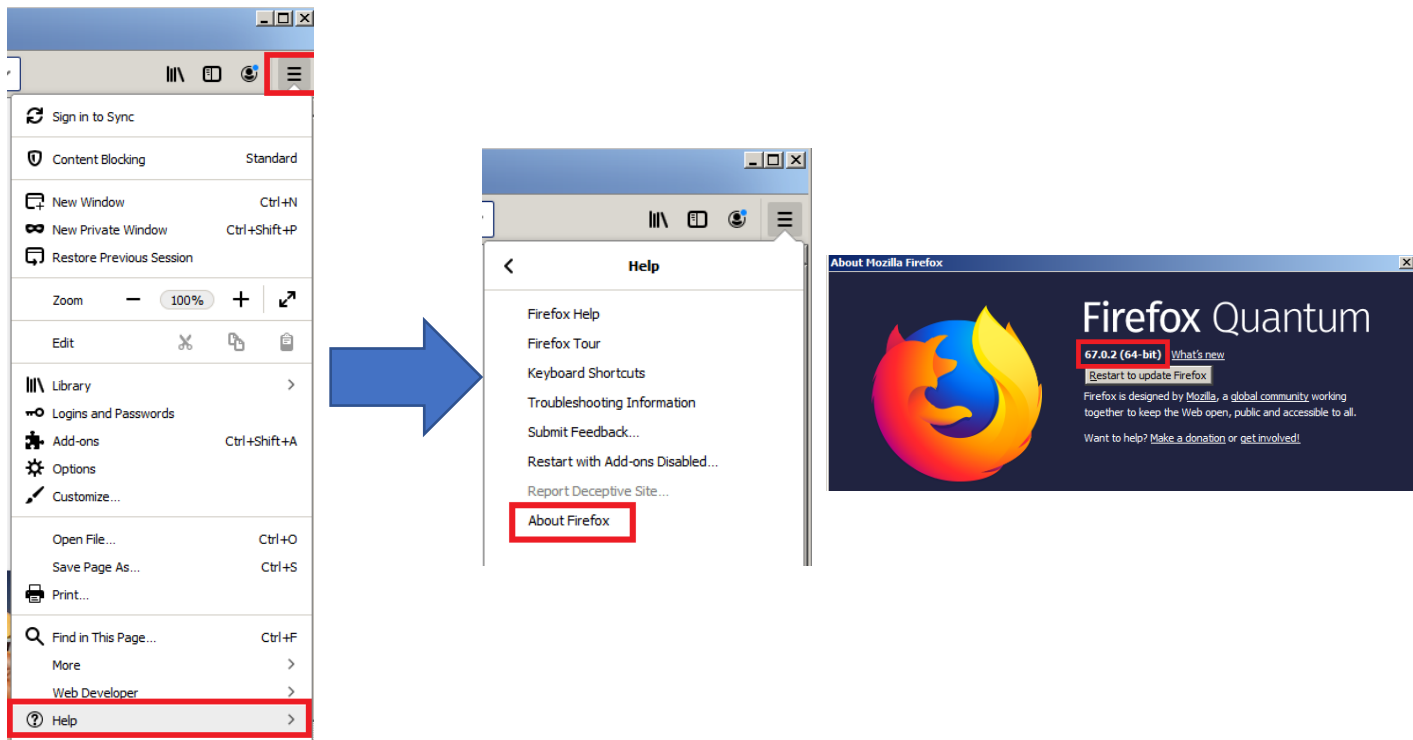 Sign in to Sync
Content Blocking Standard
New Window Ctrl+N
New Private Window Ctrl+Shift+P
Restore Previous Session
Zoom 100%
Edit
Library
Logins and Passwords
Add-ons Ctrl+Shift+A
Options
Customize...
Open File... Ctrl+O
Save Page As... Ctrl+S
Print...
Find in This Page... Ctrl+F
More
Web Developer
Help
Help
Firefox Help
Firefox Tour
Keyboard Shortcuts
Troubleshooting Information
Submit Feedback...
Restart with Add-ons Disabled...
Report Deceptive Site...
About Firefox
About Mozilla Firefox
Firefox Quantum
67.0.2 (64-bit) What's new
Restart to update Firefox
Firefox is designed by Mozilla, a global community working
together to keep the Web open, public and accessible to all.
Want to help? Make a donation or get involved!